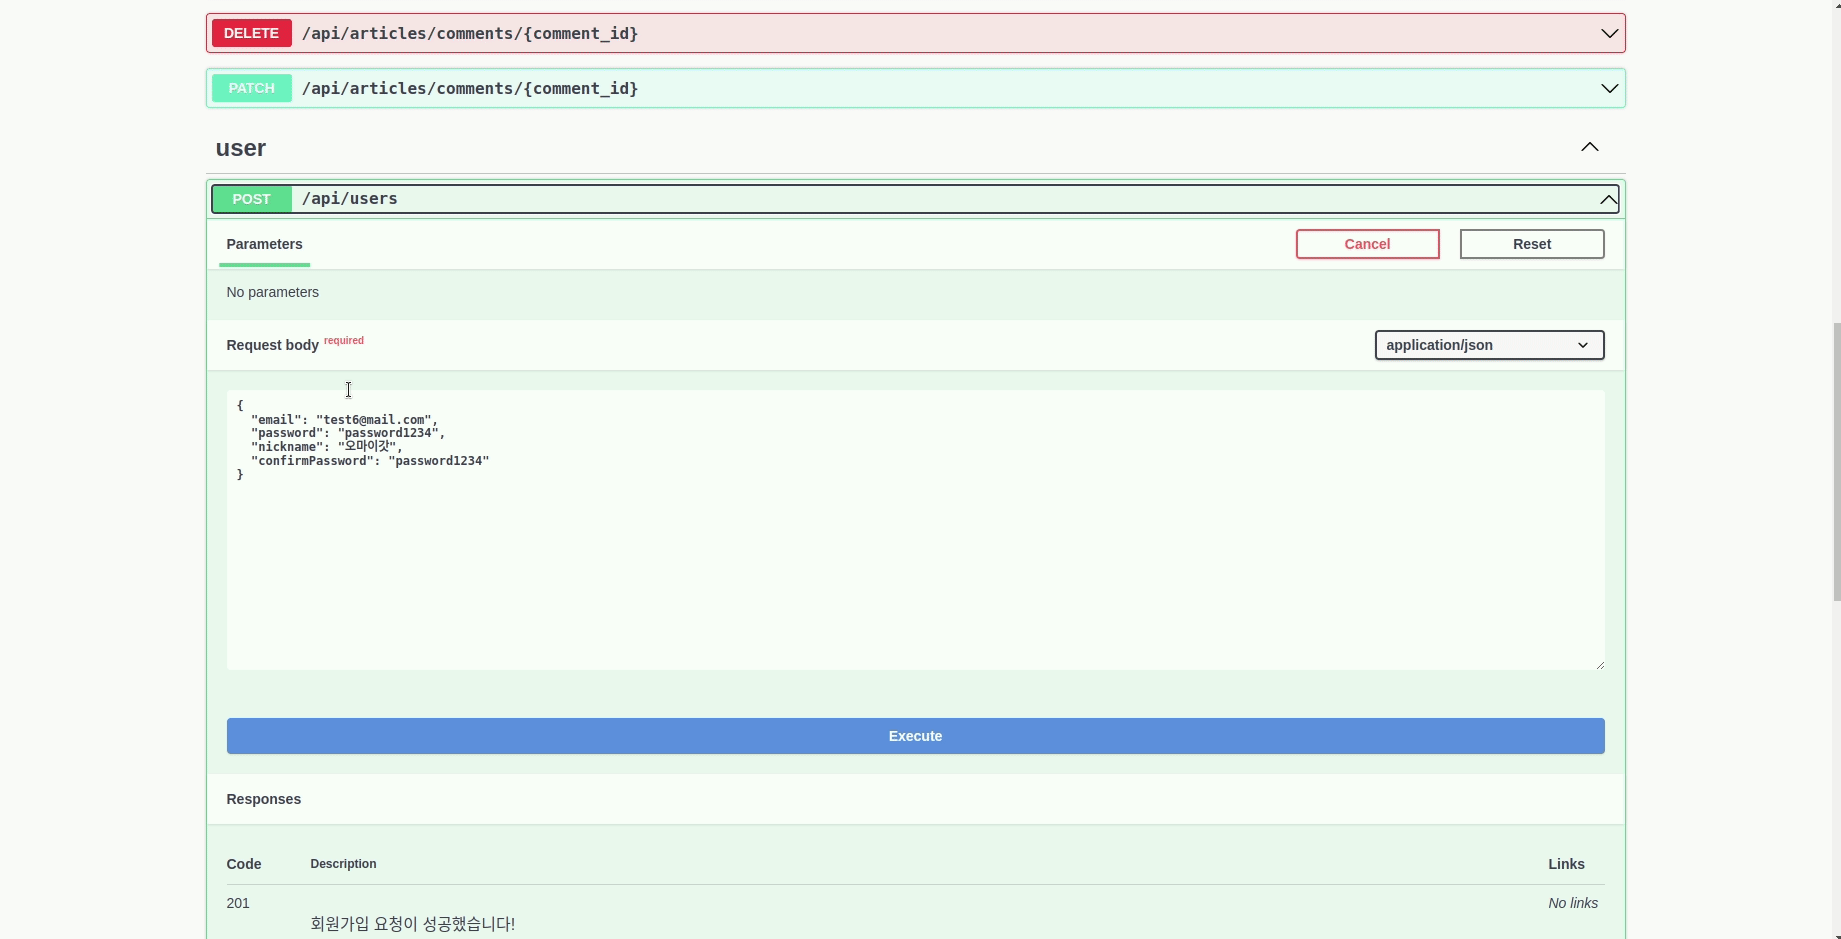 DELETE /api/articles/comments/{comment_id}
PATCH /api/articles/comments/{comment_id}
user
POST /api/users
Parameters Cancel Reset
No parameters
Request body required application/json
{
"email": "test6@mail.com",
"password": "password1234",
"nickname": "오마이갓",
"confirmPassword": "password1234"
}
Execute
Responses
Code Description Links
201 No links
회원가입 요청이 성공했습니다!